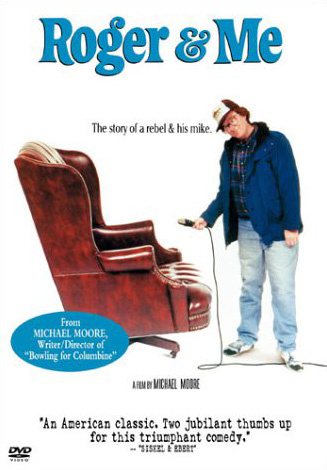 Roger & Me
The story of a rebel & his mike.
From
MICHAEL MOORE,
Writer/Director of
"Bowling for Columbine"
A FILM BY MICHAEL MOORE
"An American classic. Two jubilant thumbs up
for this triumphant comedy."
-- "SISKEL & EBERT"
DVD
VIDEO